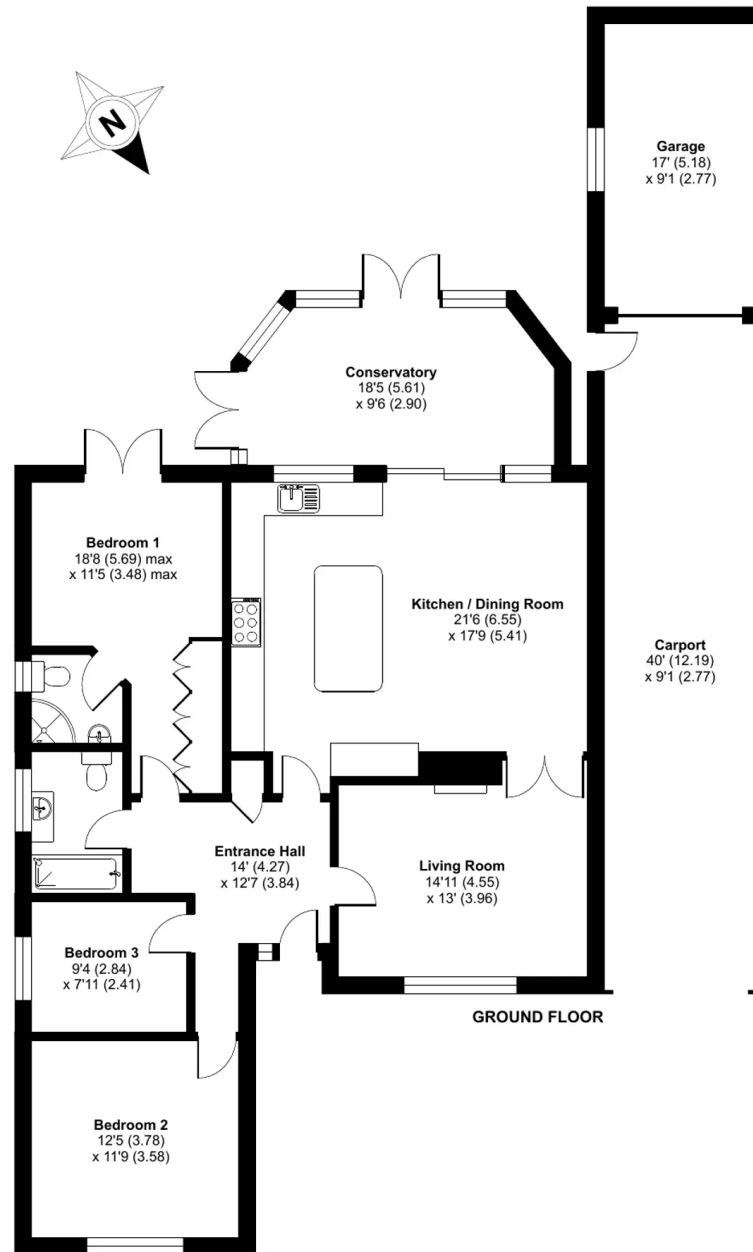 N
Garage
17' (5.18)
x 9'1 (2.77)
Conservatory
18'5 (5.61)
x 9'6 (2.90)
Bedroom 1
18'8 (5.69) max
x 11'5 (3.48) max
Kitchen / Dining Room
21'6 (6.55)
x 17'9 (5.41)
Carport
40' (12.19)
x 9'1 (2.77)
Entrance Hall
14' (4.27)
x 12'7 (3.84)
Living Room
14'11 (4.55)
x 13' (3.96)
Bedroom 3
9'4 (2.84)
x 7'11 (2.41)
GROUND FLOOR
Bedroom 2
12'5 (3.78)
x 11'9 (3.58)